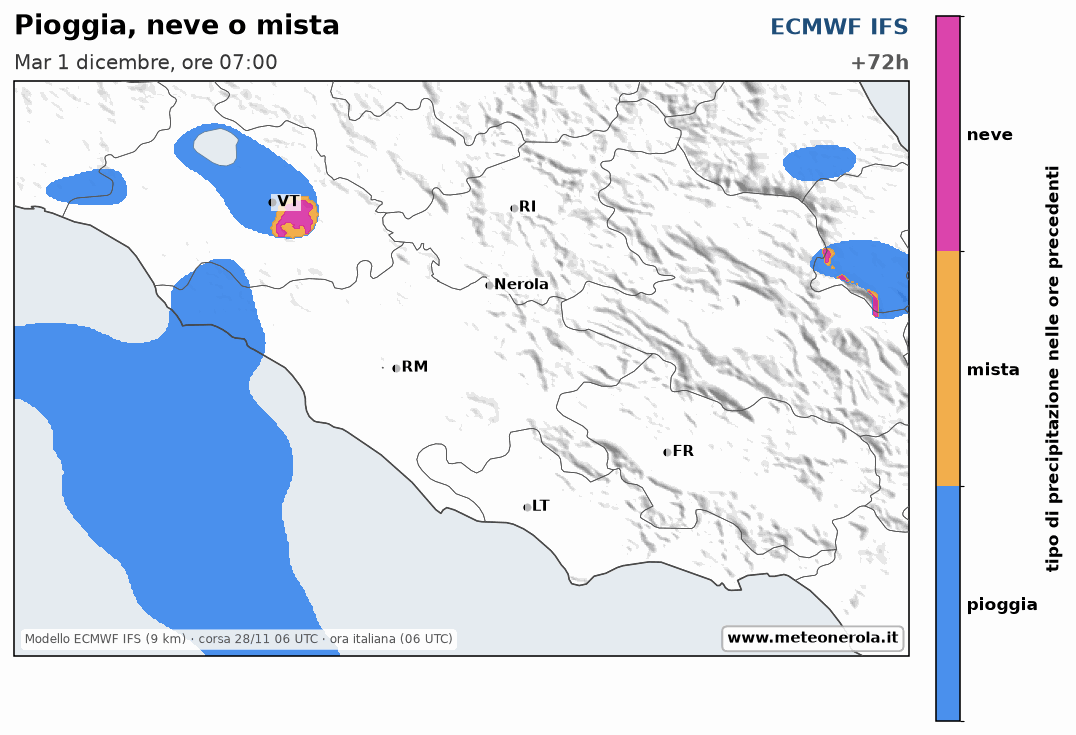 Pioggia, neve o mista
ECMWF IFS
Mar 1 dicembre, ore 07:00
+72h
neve
mista
pioggia
tipo di precipitazione nelle ore precedenti
VT
RI
Nerola
RM
FR
LT
Modello ECMWF IFS (9 km) · corsa 28/11 06 UTC · ora italiana (06 UTC)
www.meteonerola.it